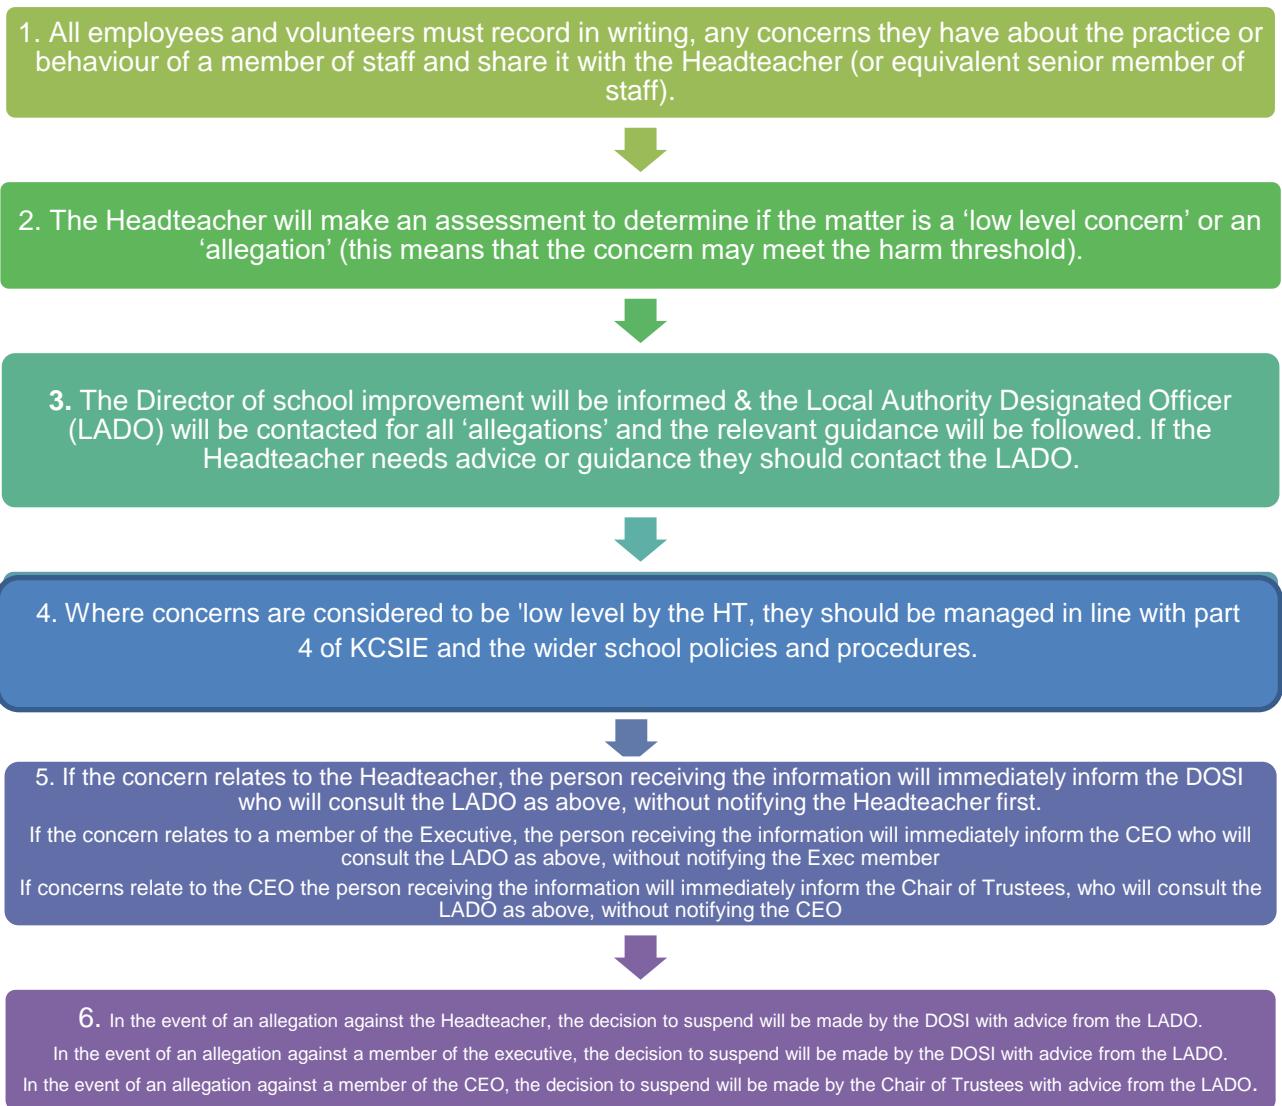 1. All employees and volunteers must record in writing, any concerns they have about the practice or
behaviour of a member of staff and share it with the Headteacher (or equivalent senior member of
staff).
2. The Headteacher will make an assessment to determine if the matter is a ‘low level concern’ or an
‘allegation’ (this means that the concern may meet the harm threshold).
3. The Director of school improvement will be informed & the Local Authority Designated Officer
(LADO) will be contacted for all ‘allegations’ and the relevant guidance will be followed. If the
Headteacher needs advice or guidance they should contact the LADO.
4. Where concerns are considered to be 'low level by the HT, they should be managed in line with part
4 of KCSIE and the wider school policies and procedures.
5. If the concern relates to the Headteacher, the person receiving the information will immediately inform the DOSI
who will consult the LADO as above, without notifying the Headteacher first.
If the concern relates to a member of the Executive, the person receiving the information will immediately inform the CEO who will
consult the LADO as above, without notifying the Exec member
If concerns relate to the CEO the person receiving the information will immediately inform the Chair of Trustees, who will consult the
LADO as above, without notifying the CEO
6. In the event of an allegation against the Headteacher, the decision to suspend will be made by the DOSI with advice from the LADO.
In the event of an allegation against a member of the executive, the decision to suspend will be made by the DOSI with advice from the LADO.
In the event of an allegation against a member of the CEO, the decision to suspend will be made by the Chair of Trustees with advice from the LADO.